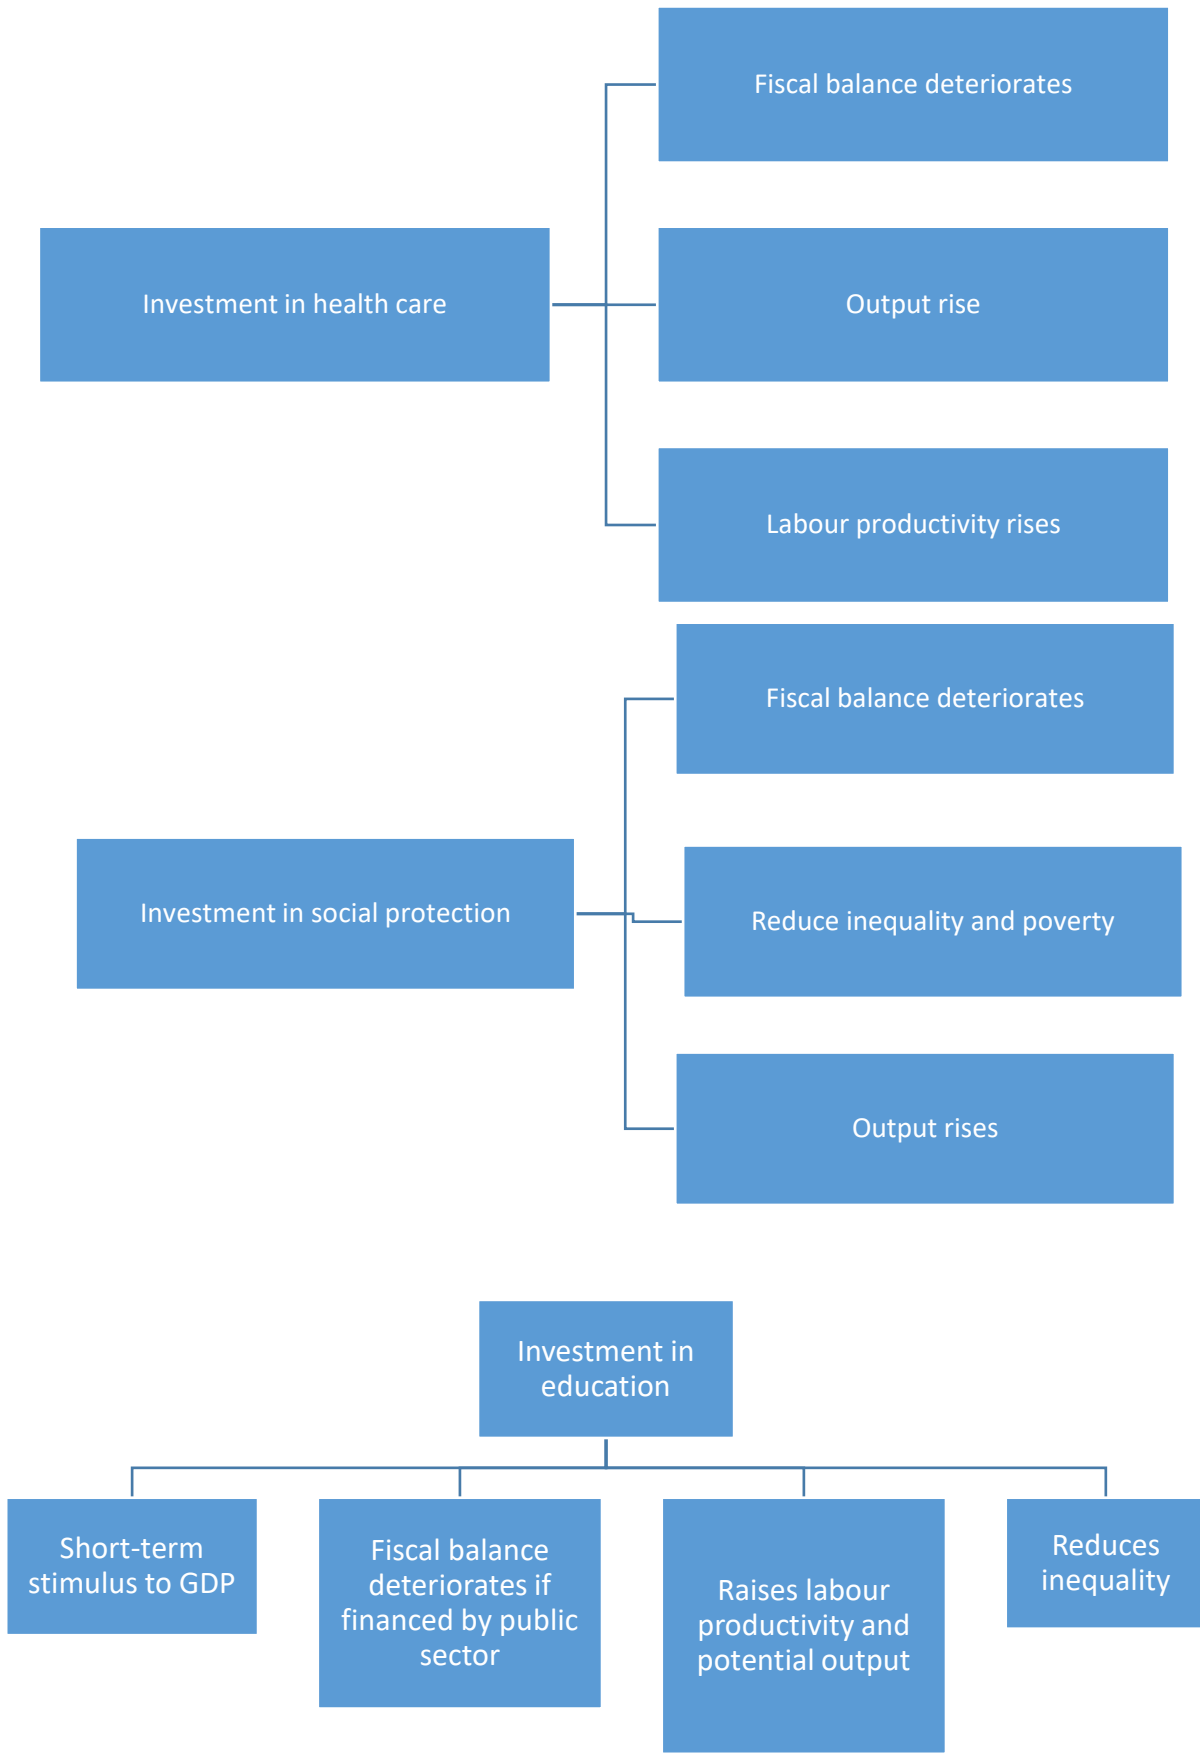 Fiscal balance deteriorates
Investment in health care
Output rise
Labour productivity rises
Fiscal balance deteriorates
Investment in social protection
Reduce inequality and poverty
Output rises
Investment in
education
Short-term
stimulus to GDP
Fiscal balance
deteriorates if
financed by public
sector
Raises labour
productivity and
potential output
Reduces
inequality